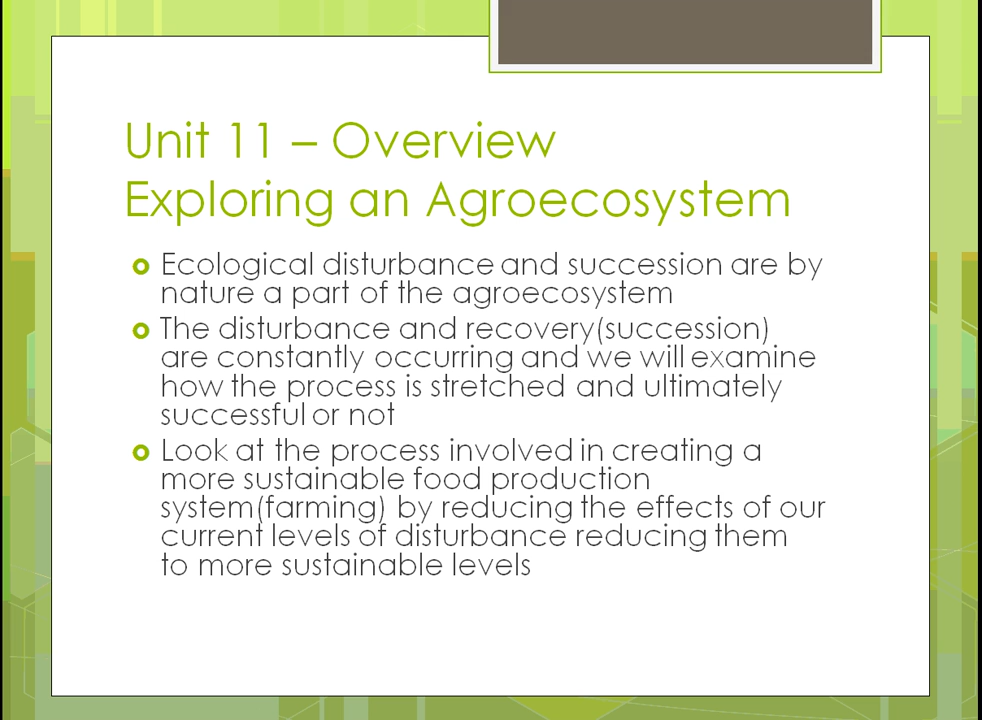 Unit 11 – Overview
Exploring an Agroecosystem
Ecological disturbance and succession are by
nature a part of the agroecosystem
The disturbance and recovery(succession)
are constantly occurring and we will examine
how the process is stretched and ultimately
successful or not
Look at the process involved in creating a
more sustainable food production
system(farming) by reducing the effects of our
current levels of disturbance reducing them
to more sustainable levels